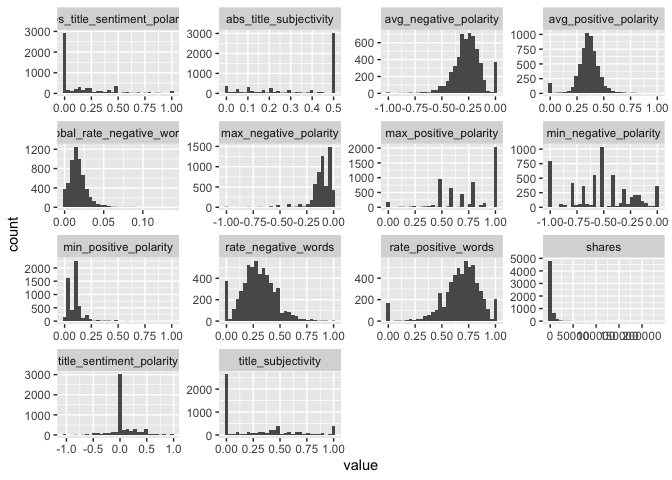 es_title_sentiment_polar
abs_title_subjectivity
avg_negative_polarity
avg_positive_polarity
3000
2000
1000
0
0.00 0.25 0.50 0.75 1.00
3000
2000
1000
0
0.0 0.1 0.2 0.3 0.4 0.5
600
400
200
0
-1.00-0.75-0.50-0.25 0.00
1000
750
500
250
0
0.00 0.25 0.50 0.75 1.00
obal_rate_negative_wor
max_negative_polarity
max_positive_polarity
min_negative_polarity
1200
800
400
0
0.00 0.05 0.10
1500
1000
500
0
-1.00-0.75-0.50-0.25 0.00
2000
1500
1000
500
0
0.00 0.25 0.50 0.75 1.00
1000
750
500
250
0
-1.00-0.75-0.50-0.25 0.00
min_positive_polarity
rate_negative_words
rate_positive_words
shares
2000
1500
1000
500
0
0.00 0.25 0.50 0.75 1.00
400
200
0
0.00 0.25 0.50 0.75 1.00
400
200
0
0.00 0.25 0.50 0.75 1.00
5000
4000
3000
2000
1000
0
0 50000100000150000200000
title_sentiment_polarity
title_subjectivity
3000
2000
1000
0
-1.0 -0.5 0.0 0.5 1.0
2000
1000
0
0.00 0.25 0.50 0.75 1.00
count
value